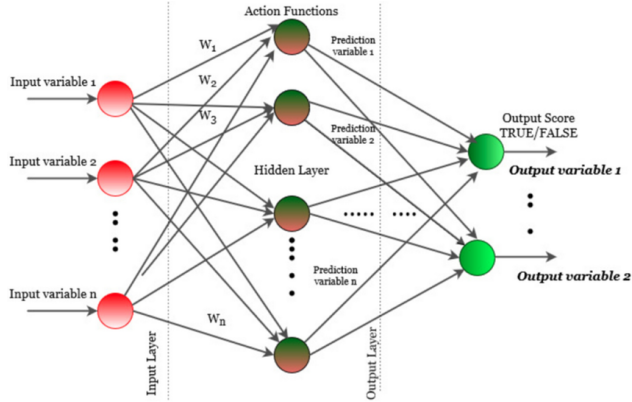 Action Functions
Prediction
variable 1
W1
Input variable 1
W2
W3
Output Score
TRUE/FALSE
Prediction
variable 2
Input variable 2
Hidden Layer
Output variable 1
Prediction
variable n
Output variable 2
Input variable n
Wn
Input Layer
Output Layer